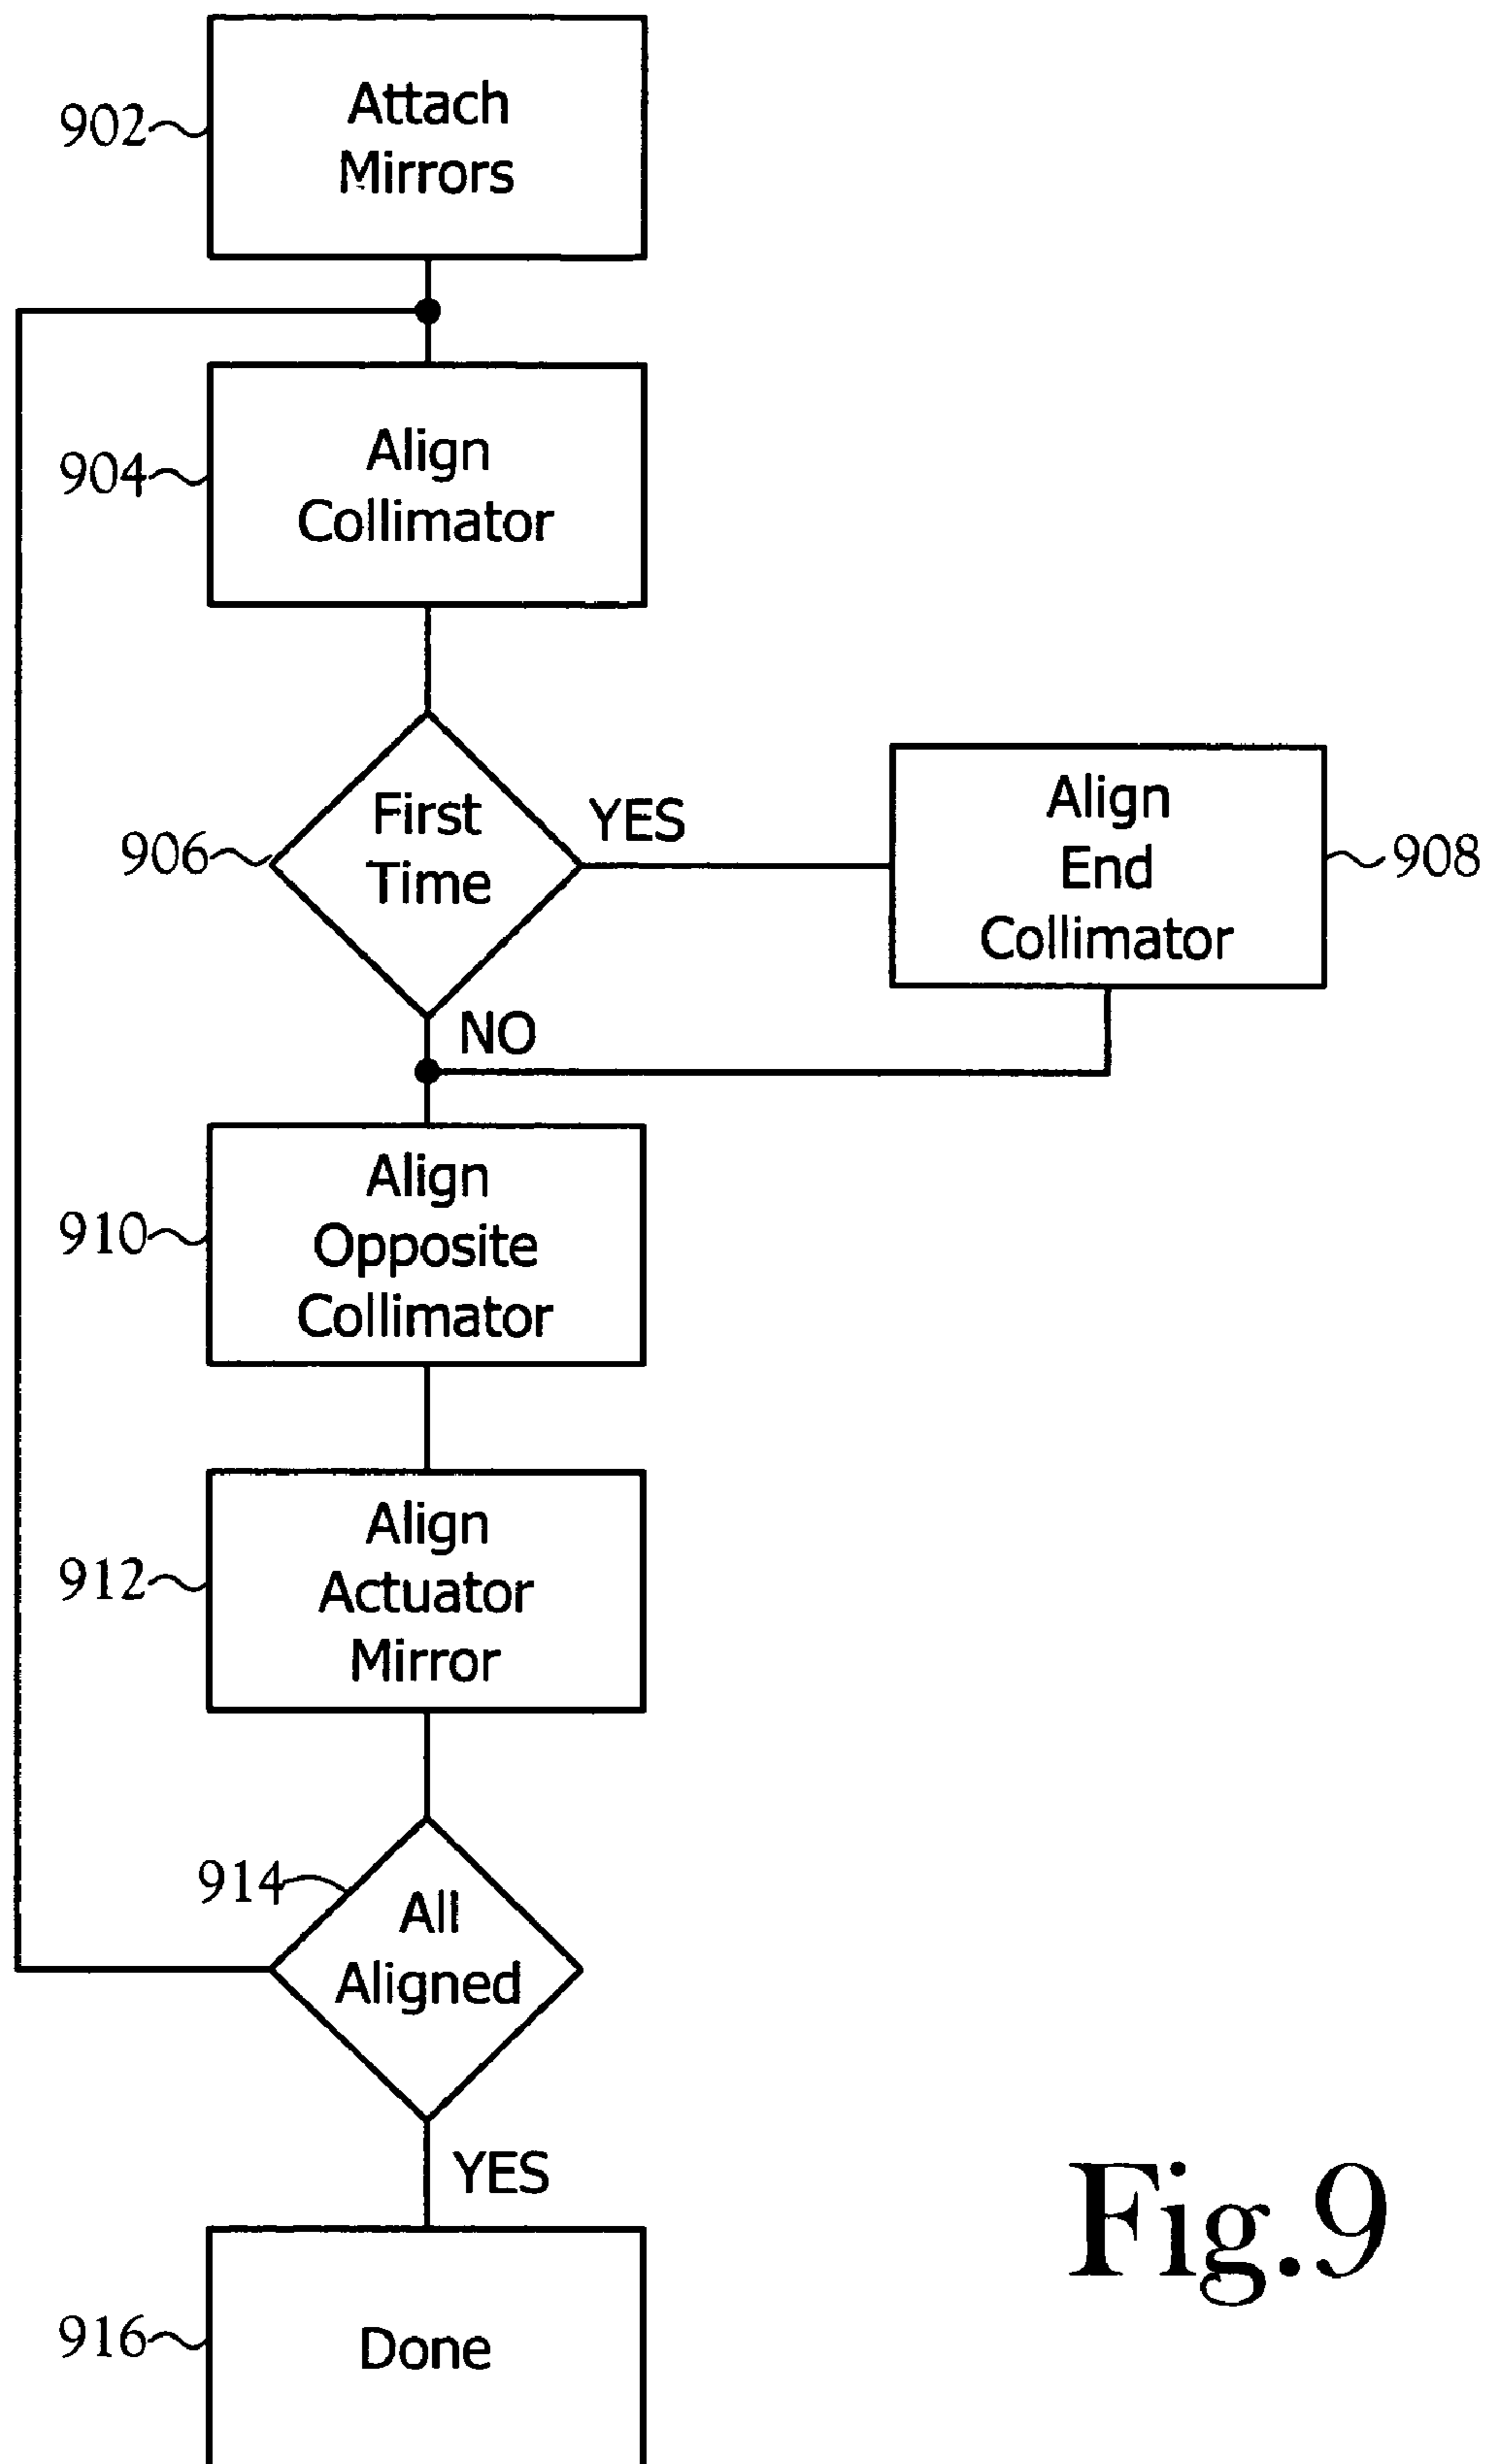 902
Attach
Mirrors
904
Align
Collimator
906
First
Time
YES
Align
End
Collimator
908
NO
910
Align
Opposite
Collimator
912
Align
Actuator
Mirror
914
All
Aligned
YES
916
Done
Fig.9